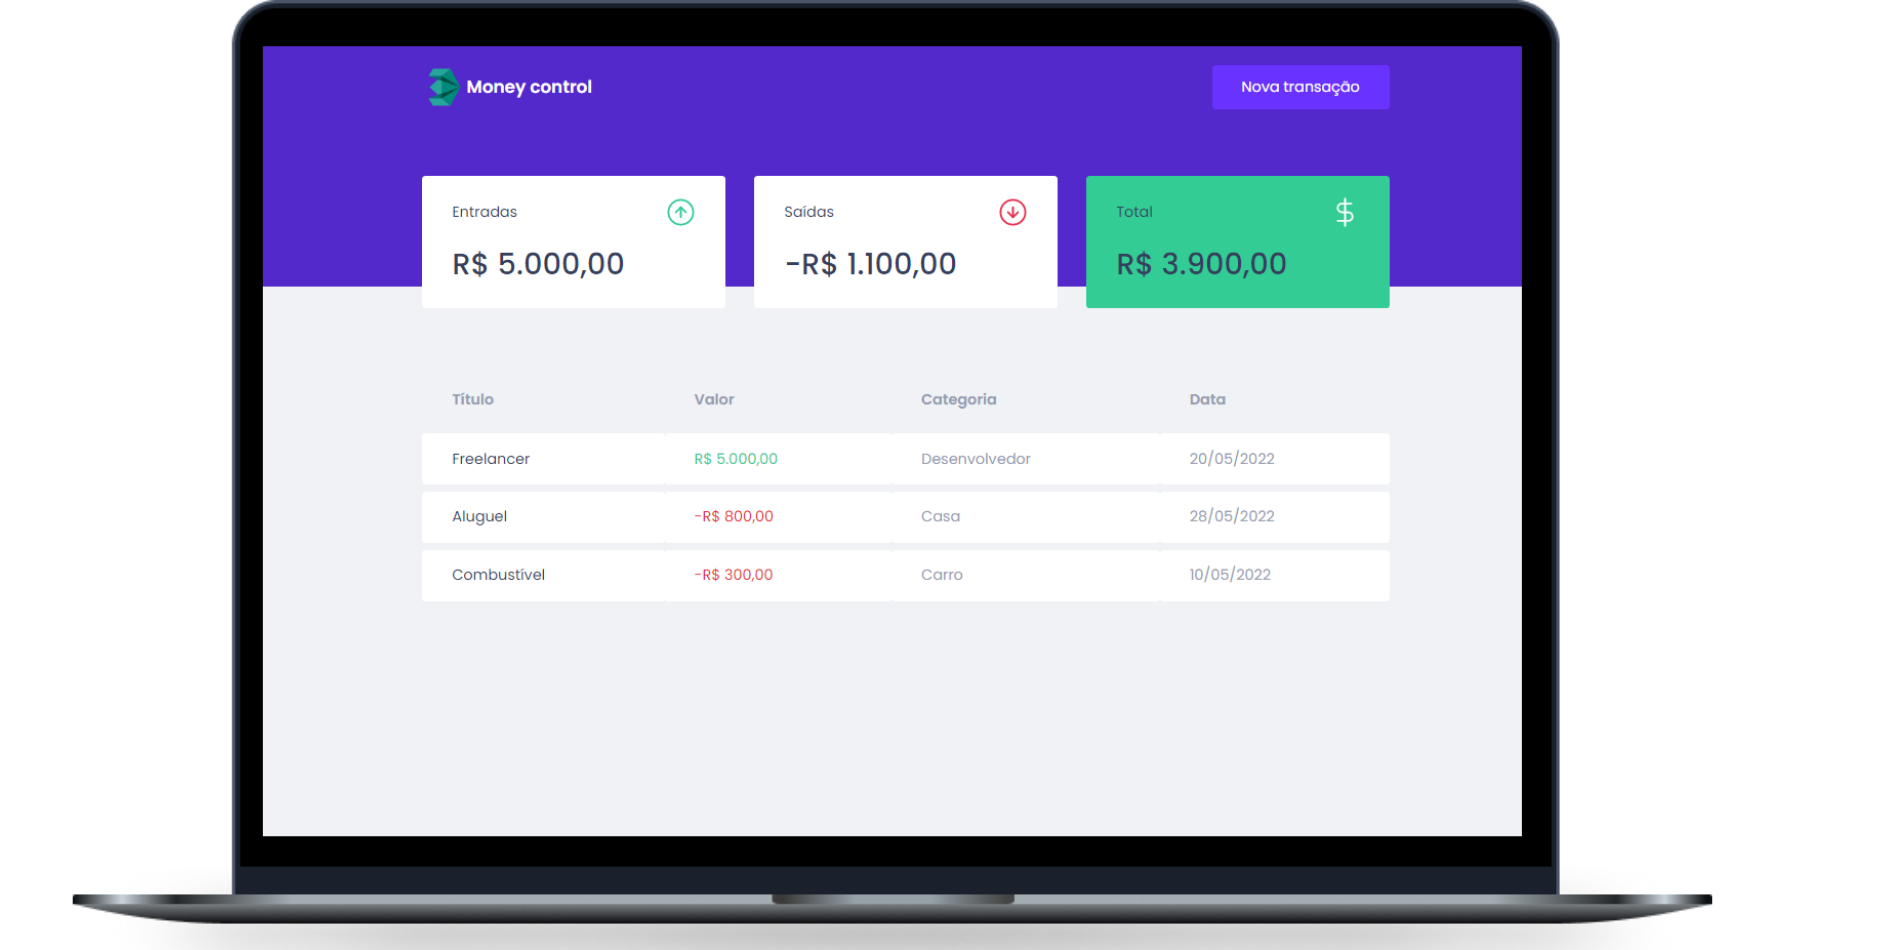 Money control
Nova transação
Entradas
Saídas
Total
R$ 5.000,00
-R$ 1.100,00
R$ 3.900,00
Título Valor Categoria Data
Freelancer R$ 5.000,00 Desenvolvedor 20/05/2022
Aluguel -R$ 800,00 Casa 28/05/2022
Combustível -R$ 300,00 Carro 10/05/2022